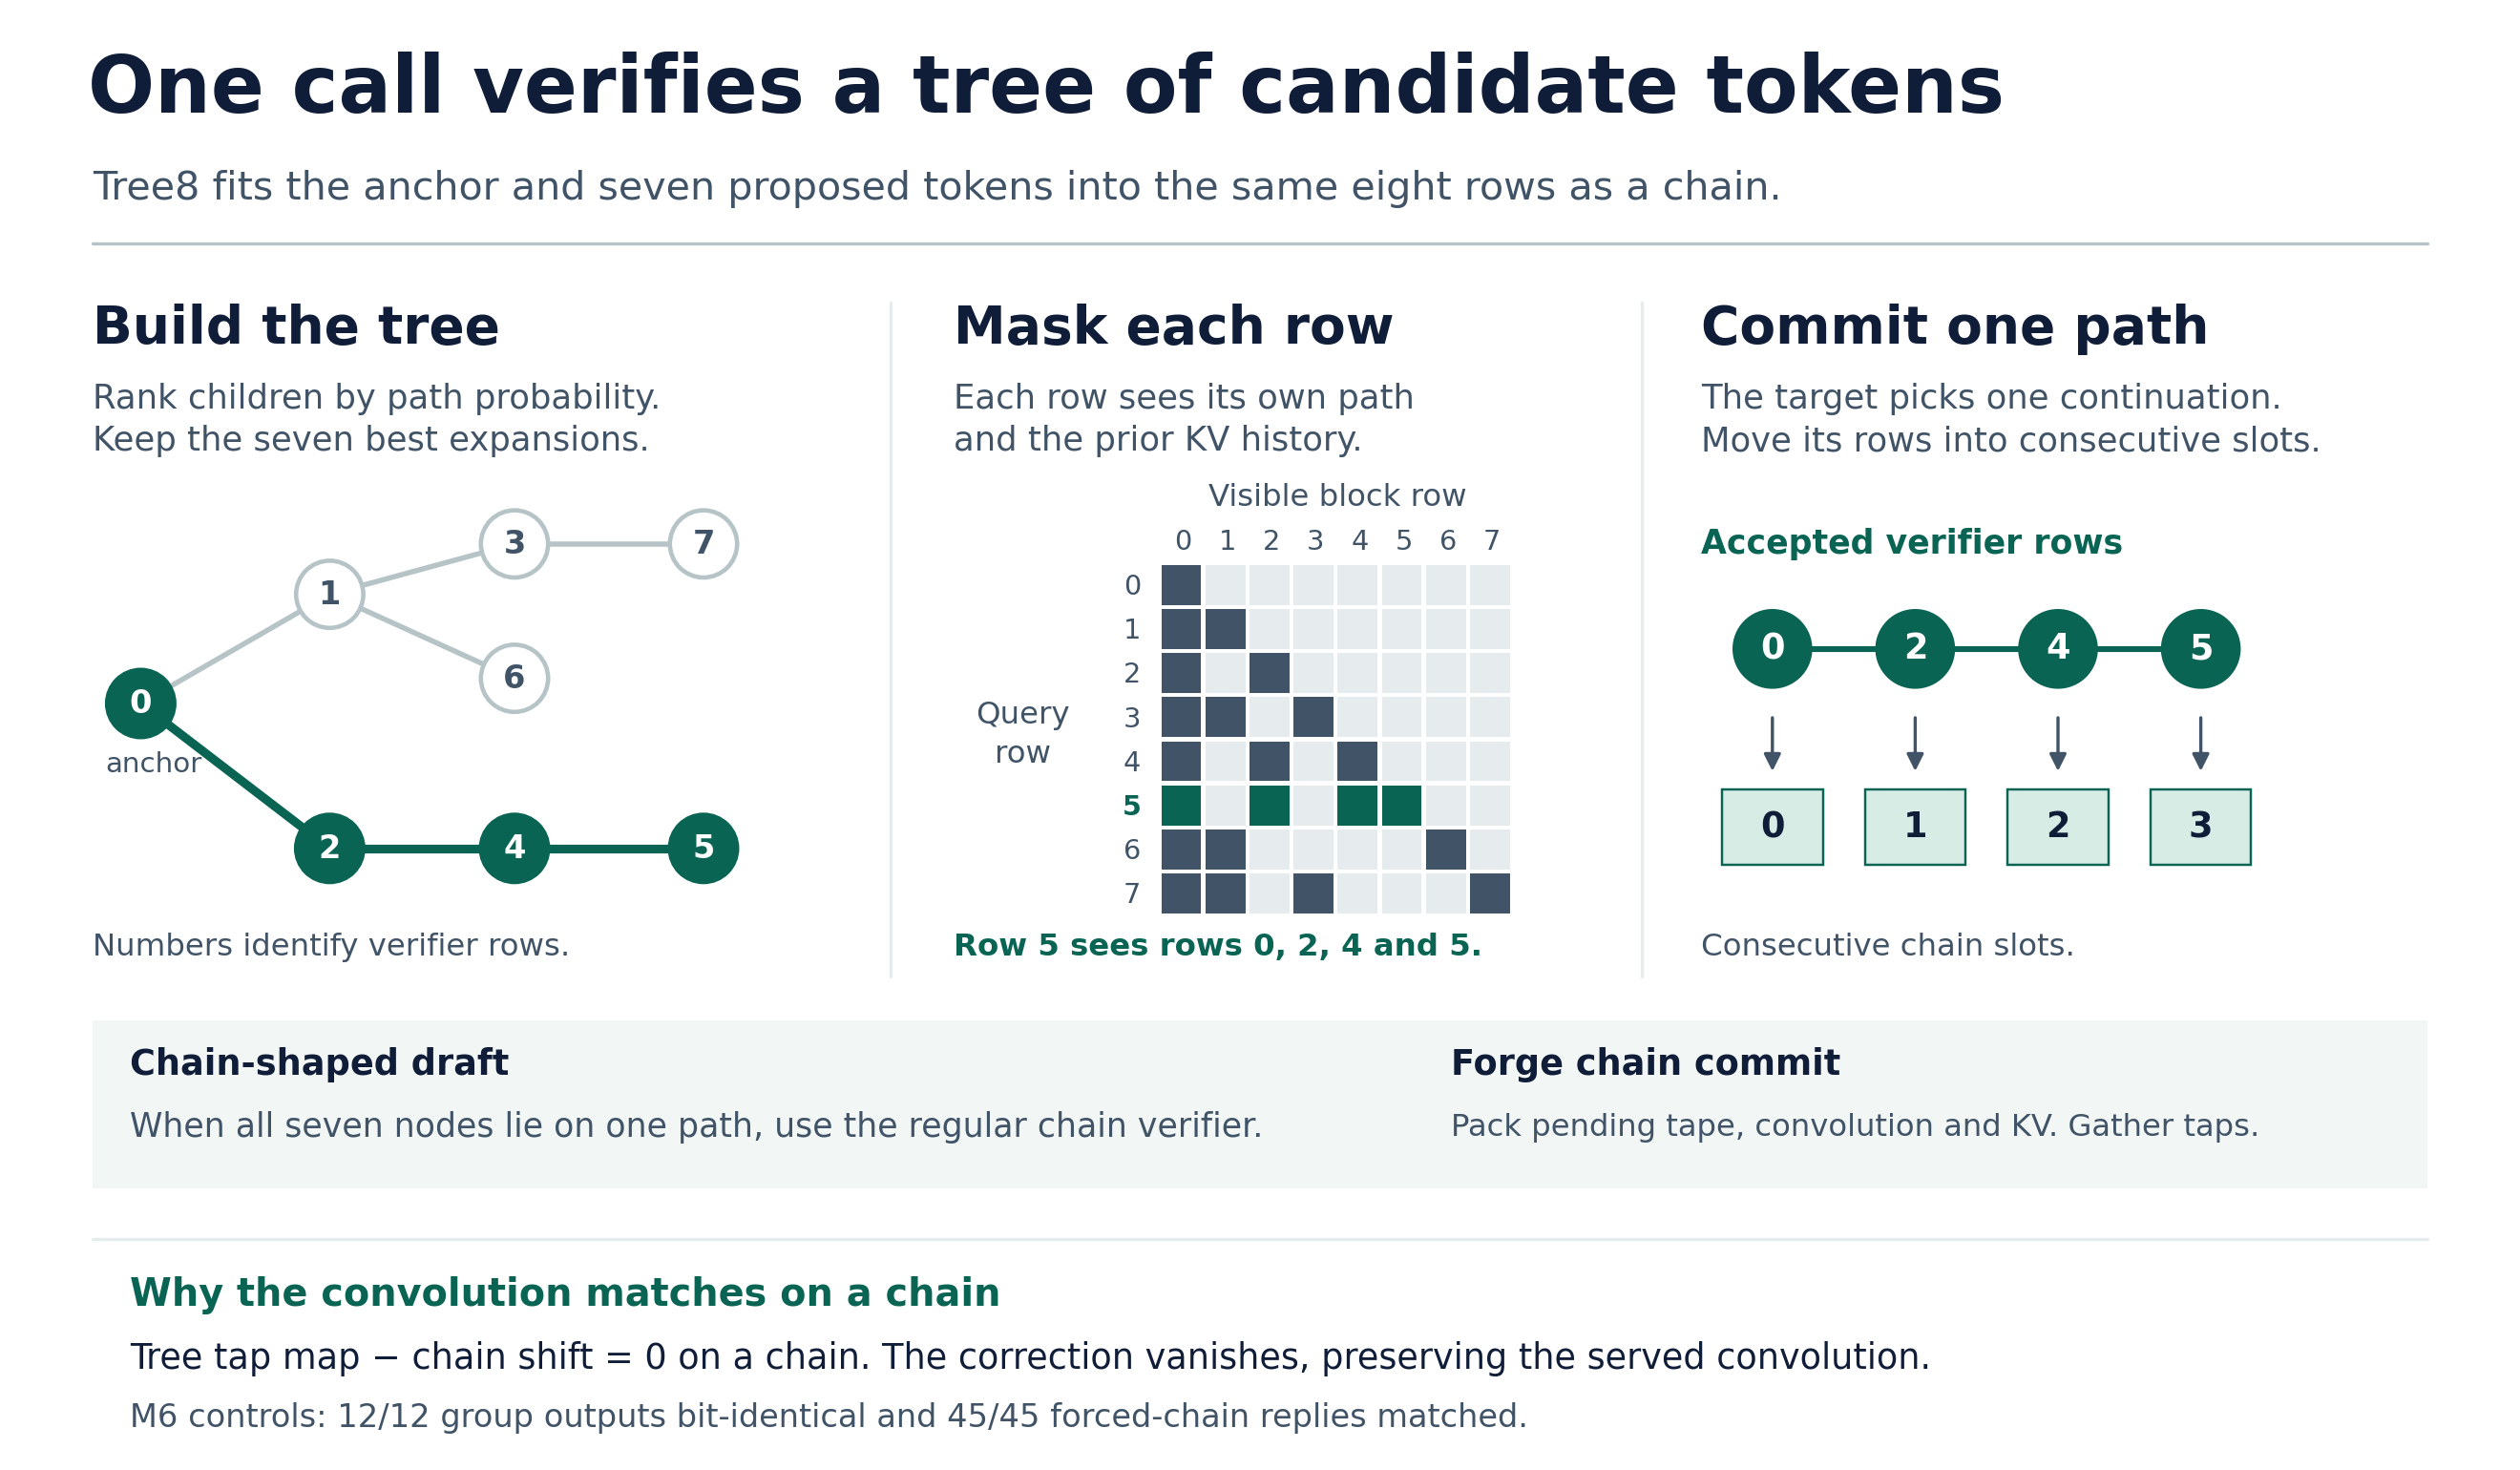 One call verifies a tree of candidate tokens
Tree8 fits the anchor and seven proposed tokens into the same eight rows as a chain.
Build the tree
Rank children by path probability.
Keep the seven best expansions.
3
7
1
6
0
anchor
2
4
5
Numbers identify verifier rows.
Mask each row
Each row sees its own path
and the prior KV history.
Visible block row
0 1 2 3 4 5 6 7
Query
row
0
1
2
3
4
5
6
7
Row 5 sees rows 0, 2, 4 and 5.
Commit one path
The target picks one continuation.
Move its rows into consecutive slots.
Accepted verifier rows
0 2 4 5
0 1 2 3
Consecutive chain slots.
Chain-shaped draft
When all seven nodes lie on one path, use the regular chain verifier.
Forge chain commit
Pack pending tape, convolution and KV. Gather taps.
Why the convolution matches on a chain
Tree tap map − chain shift = 0 on a chain. The correction vanishes, preserving the served convolution.
M6 controls: 12/12 group outputs bit-identical and 45/45 forced-chain replies matched.